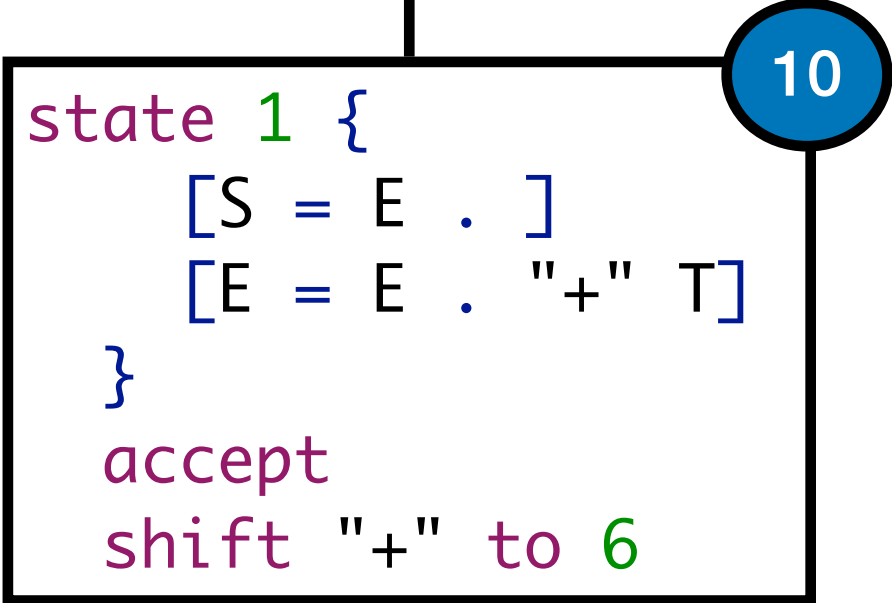 10
state 1 {
[S = E . ]
[E = E . "+" T]
}
accept
shift "+" to 6